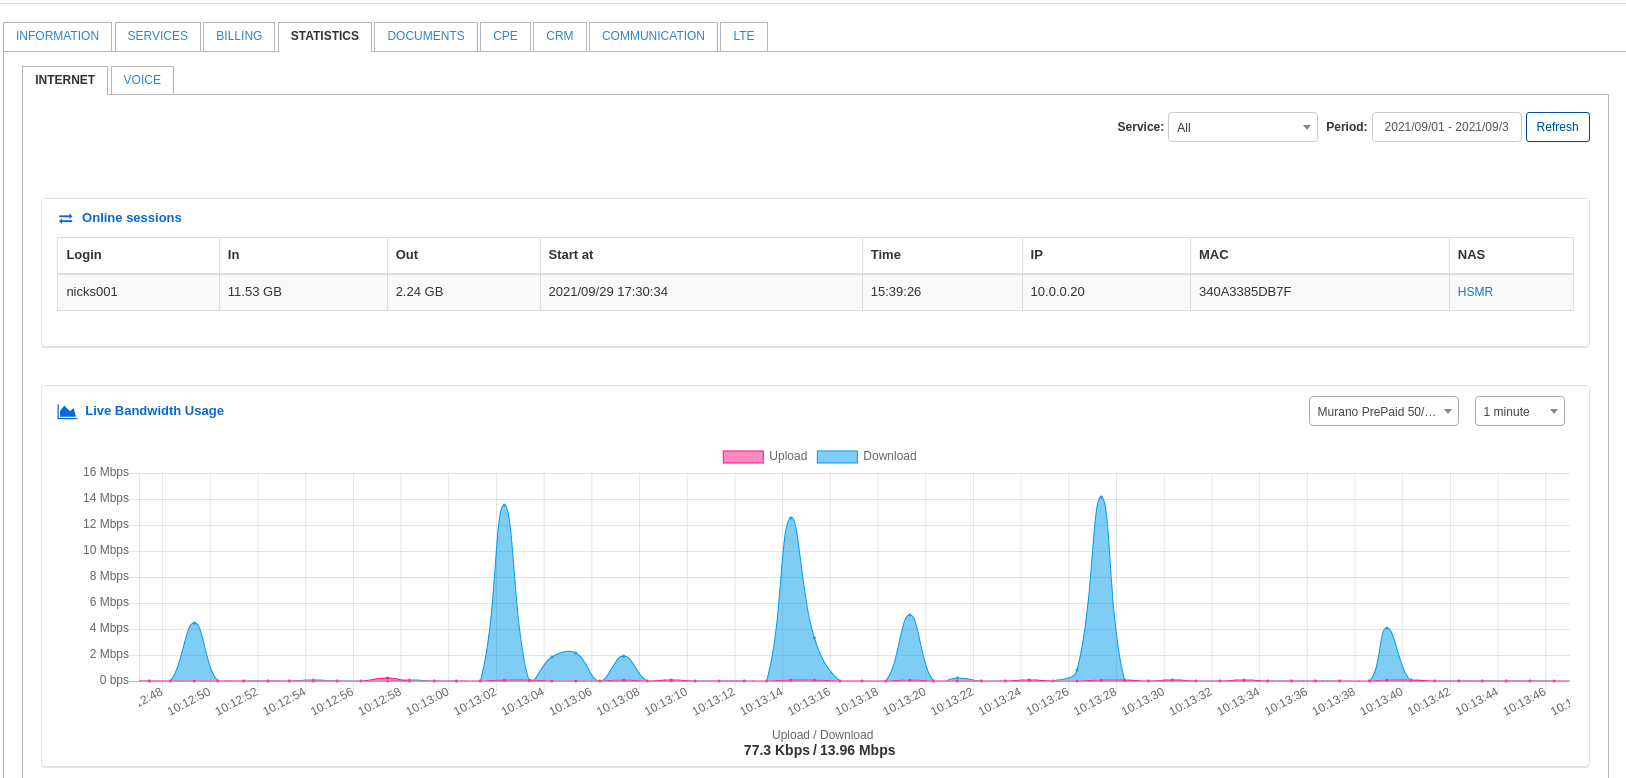 INFORMATION SERVICES BILLING STATISTICS DOCUMENTS CPE CRM COMMUNICATION LTE
INTERNET VOICE
Service: All Period: 2021/09/01 - 2021/09/3 Refresh
Online sessions
Login In Out Start at Time IP MAC NAS
nicks001 11.53 GB 2.24 GB 2021/09/29 17:30:34 15:39:26 10.0.0.20 340A3385DB7F HSMR
Live Bandwidth Usage Murano PrePaid 50/... 1 minute
Upload Download
16 Mbps
14 Mbps
12 Mbps
10 Mbps
8 Mbps
6 Mbps
4 Mbps
2 Mbps
0 bps
2:48 10:12:50 10:12:52 10:12:54 10:12:56 10:12:58 10:13:00 10:13:02 10:13:04 10:13:06 10:13:08 10:13:10 10:13:12 10:13:14 10:13:16 10:13:18 10:13:20 10:13:22 10:13:24 10:13:26 10:13:28 10:13:30 10:13:32 10:13:34 10:13:36 10:13:38 10:13:40 10:13:42 10:13:44 10:13:46
Upload / Download
77.3 Kbps / 13.96 Mbps